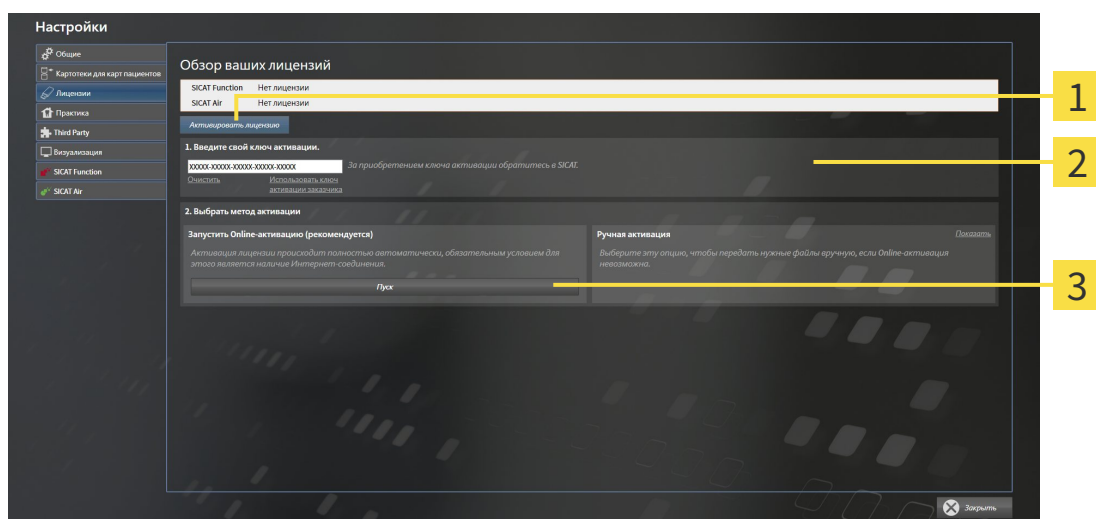 Настройки
Общие
Картотеки для карт пациентов
Лицензии
Практика
Third Party
Визуализация
SICAT Function
SICAT Air
Обзор ваших лицензий
SICAT Function Нет лицензии
SICAT Air Нет лицензии
Активировать лицензию
1. Введите свой ключ активации.
XXXXX-XXXXX-XXXXX-XXXXX-XXXXX
За приобретением ключа активации обратитесь в SICAT.
Очистить
Использовать ключ
активации заказчика
2. Выбрать метод активации
Запустить Online-активацию (рекомендуется)
Активация лицензии происходит полностью автоматически, обязательным условием для
этого является наличие Интернет-соединения.
Пуск
Ручная активация
Показать
Выберите эту опцию, чтобы передать нужные файлы вручную, если Online-активация
невозможна.
Закрыть
1
2
3